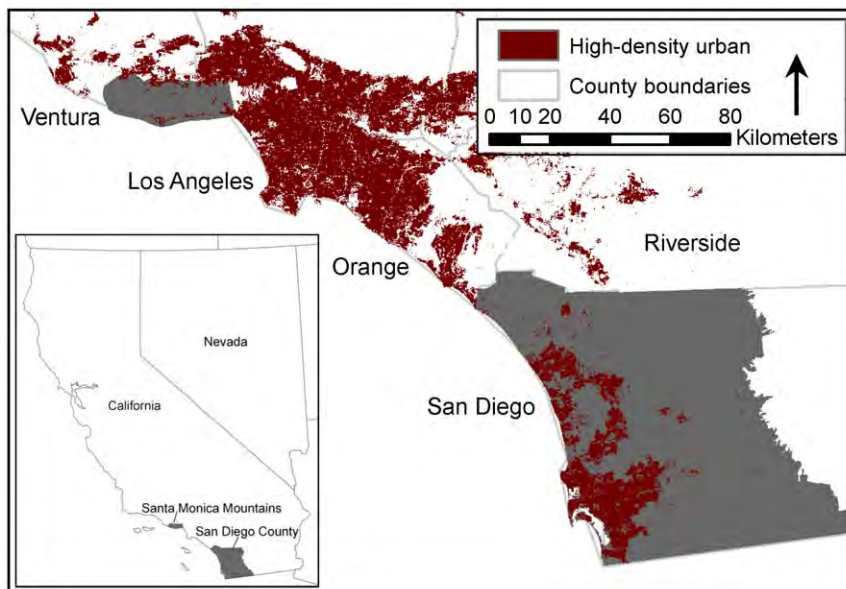 High-density urban
County boundaries
0 10 20 40 60 80
Kilometers
Ventura
Los Angeles
Orange
Riverside
San Diego
Nevada
California
Santa Monica Mountains
San Diego County